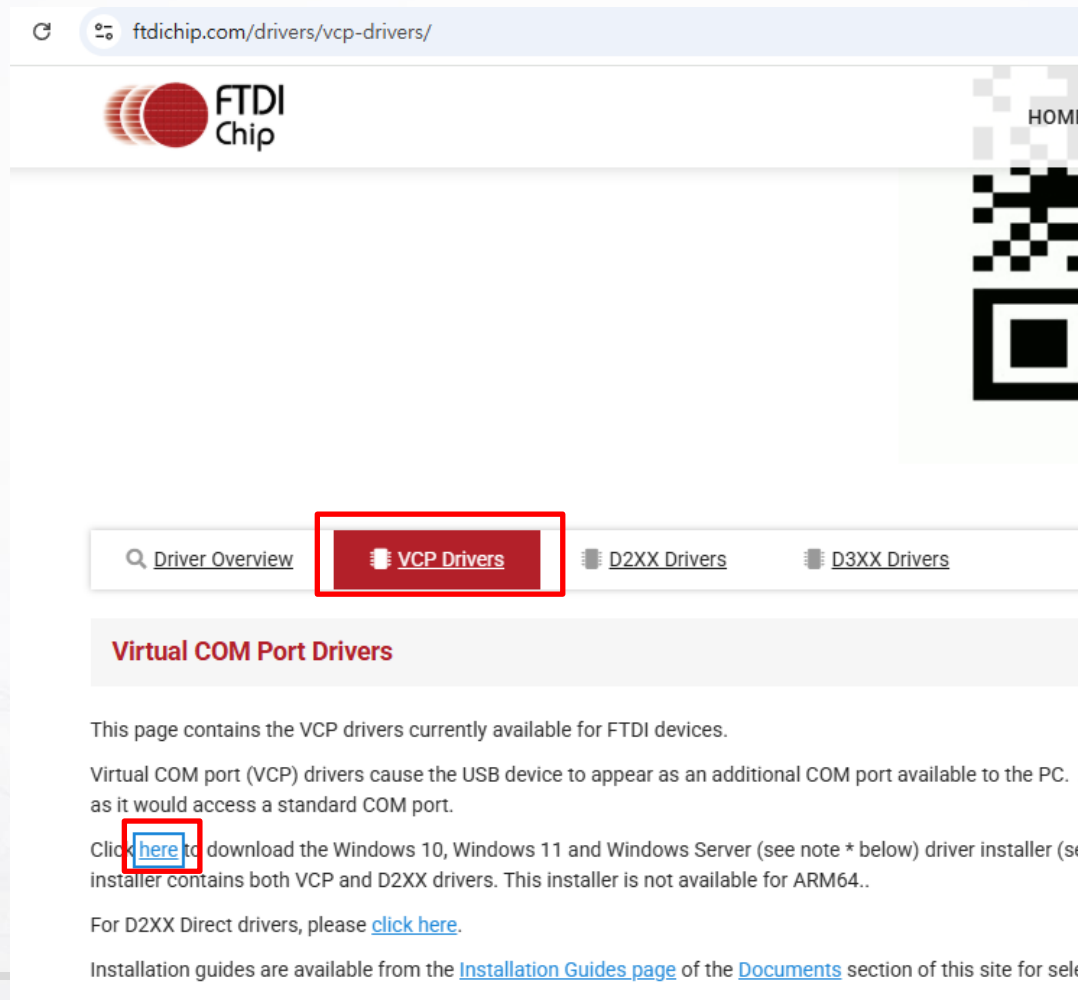 ftdichip.com/drivers/vcp-drivers/
FTDI
Chip
Driver Overview
VCP Drivers
D2XX Drivers
D3XX Drivers
Virtual COM Port Drivers
This page contains the VCP drivers currently available for FTDI devices.
Virtual COM port (VCP) drivers cause the USB device to appear as an additional COM port available to the PC.
as it would access a standard COM port.
Click here to download the Windows 10, Windows 11 and Windows Server (see note * below) driver installer
installer contains both VCP and D2XX drivers. This installer is not available for ARM64..
For D2XX Direct drivers, please click here.
Installation guides are available from the Installation Guides page of the Documents section of this site for